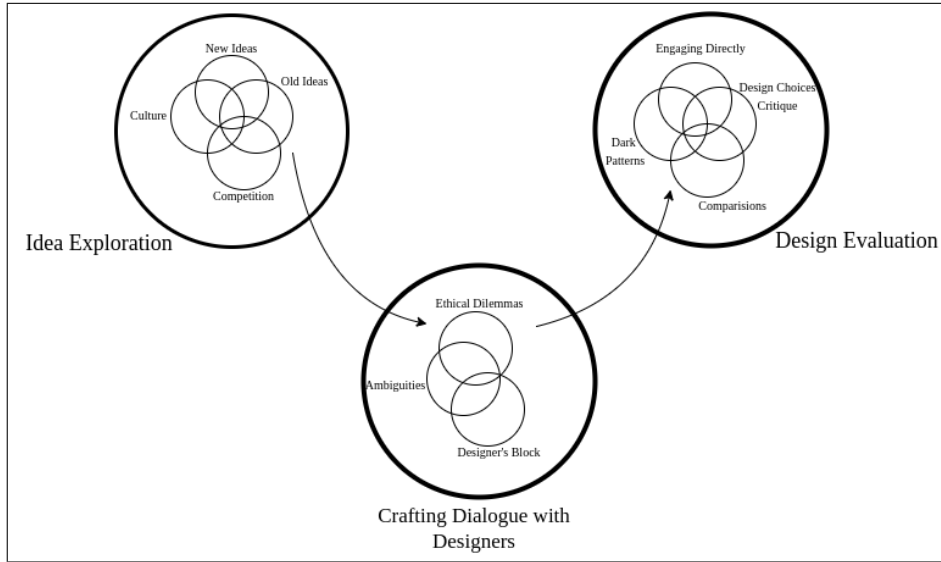 New Ideas
Old Ideas
Culture
Competition
Idea Exploration
Engaging Directly
Design Choices
Critique
Dark
Patterns
Comparisions
Design Evaluation
Ethical Dilemmas
Ambiguities
Designer's Block
Crafting Dialogue with
Designers